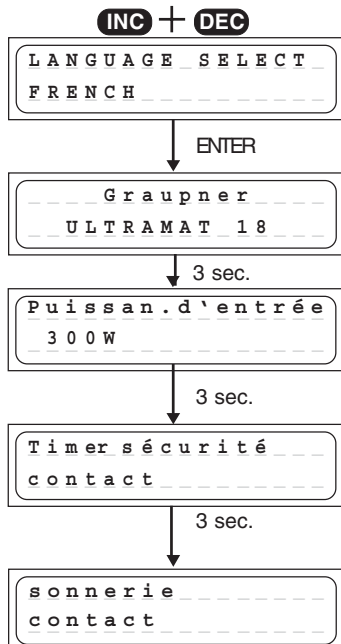 INC + DEC
LANGUAGE SELECT
FRENCH
ENTER
Graupner
ULTRAMAT 18
3 sec.
Puissan.d‘entrée
300W
3 sec.
Timer sécurité
contact
3 sec.
sonnerie
contact